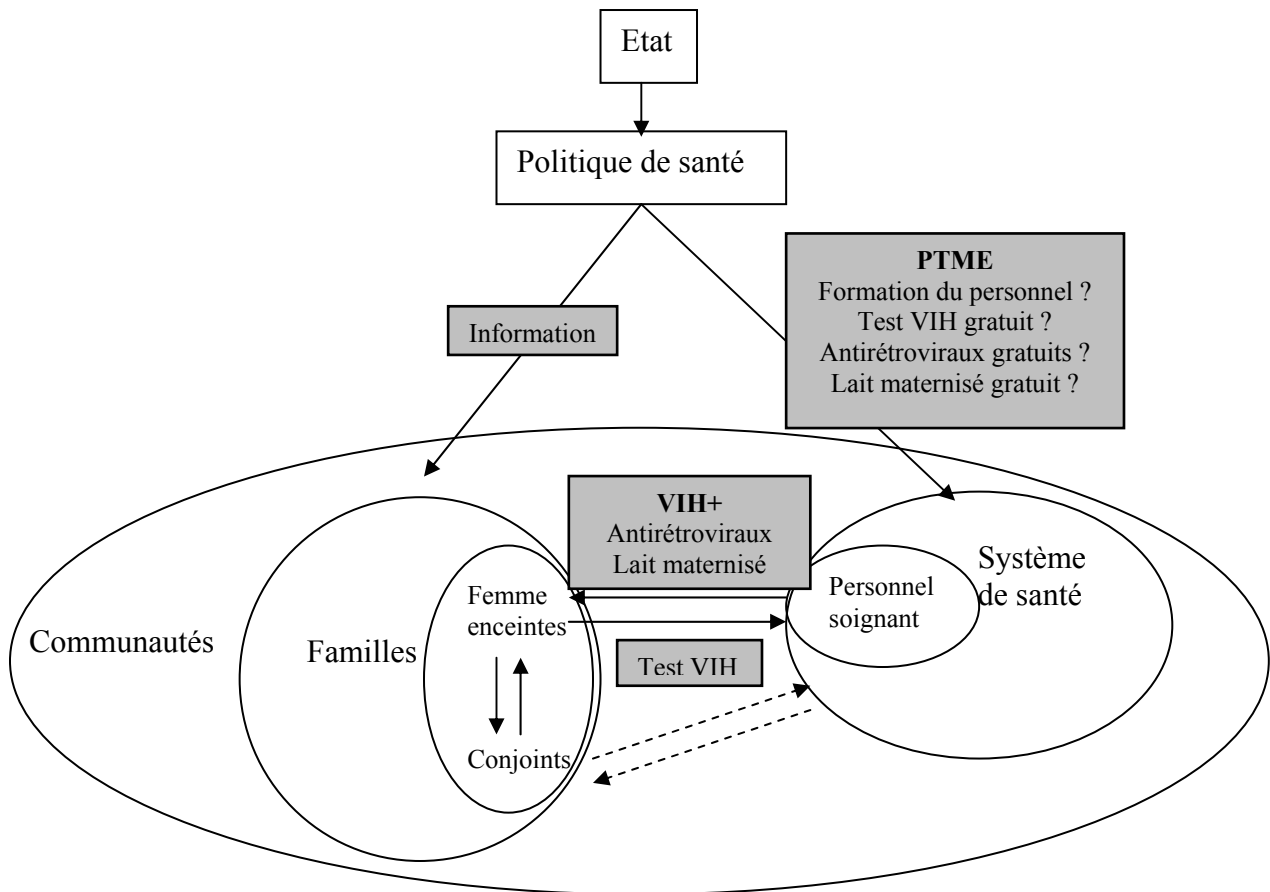 Etat
Politique de santé
PTME
Formation du personnel ?
Test VIH gratuit ?
Antirétroviraux gratuits ?
Lait maternisé gratuit ?
Information
VIH+
Antirétroviraux
Lait maternisé
Communautés
Familles
Femme
enceintes
Conjoints
Test VIH
Personnel
soignant
Système
de santé